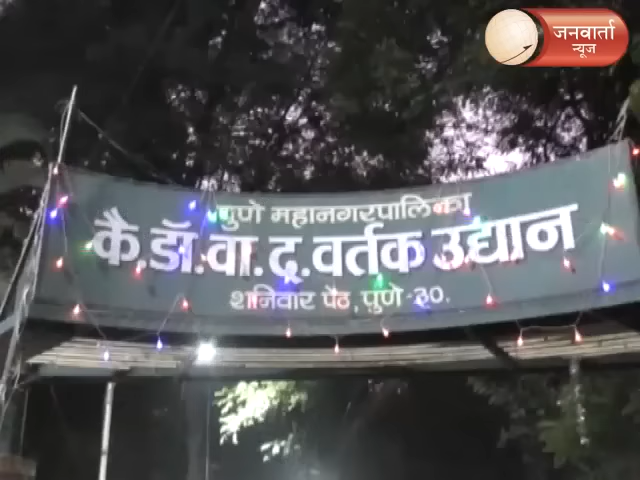 जनवार्ता
न्यूज
पुणे महानगरपालिका
कै.डॉ.वा.द.वर्तक उद्यान
शनिवार पेठ, पुणे-३०.